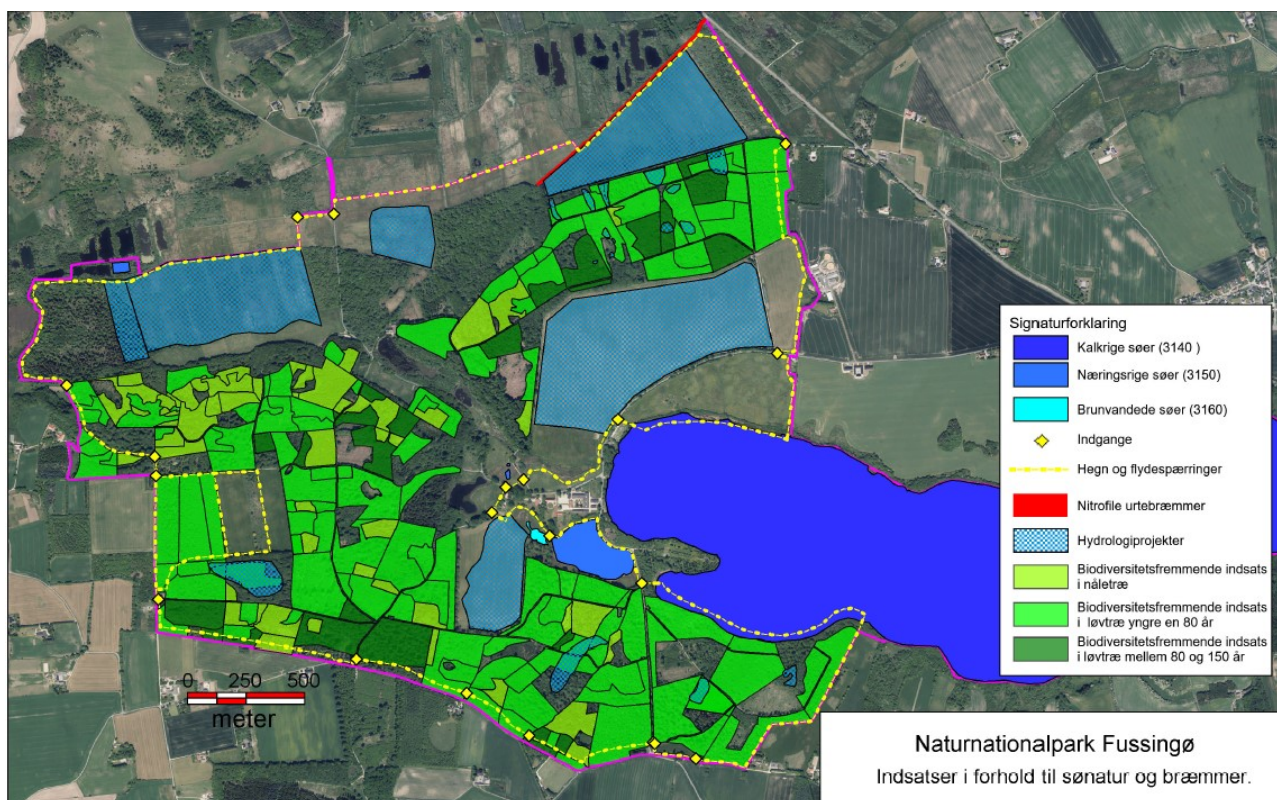 Signaturforklaring
Kalkrige søer (3140 )
Næringsrige søer (3150)
Brunvandede søer (3160)
Indgange
Hegn og flydespærringer
Nitrofile urtebræmmer
Hydrologiprojekter
Biodiversitetsfremmende indsats
i nåletræ
Biodiversitetsfremmende indsats
i løvtræ yngre en 80 år
Biodiversitetsfremmende indsats
i løvtræ mellem 80 og 150 år
0 250 500
meter
Naturnationalpark Fussingø
Indsatser i forhold til sønatur og bræmmer.